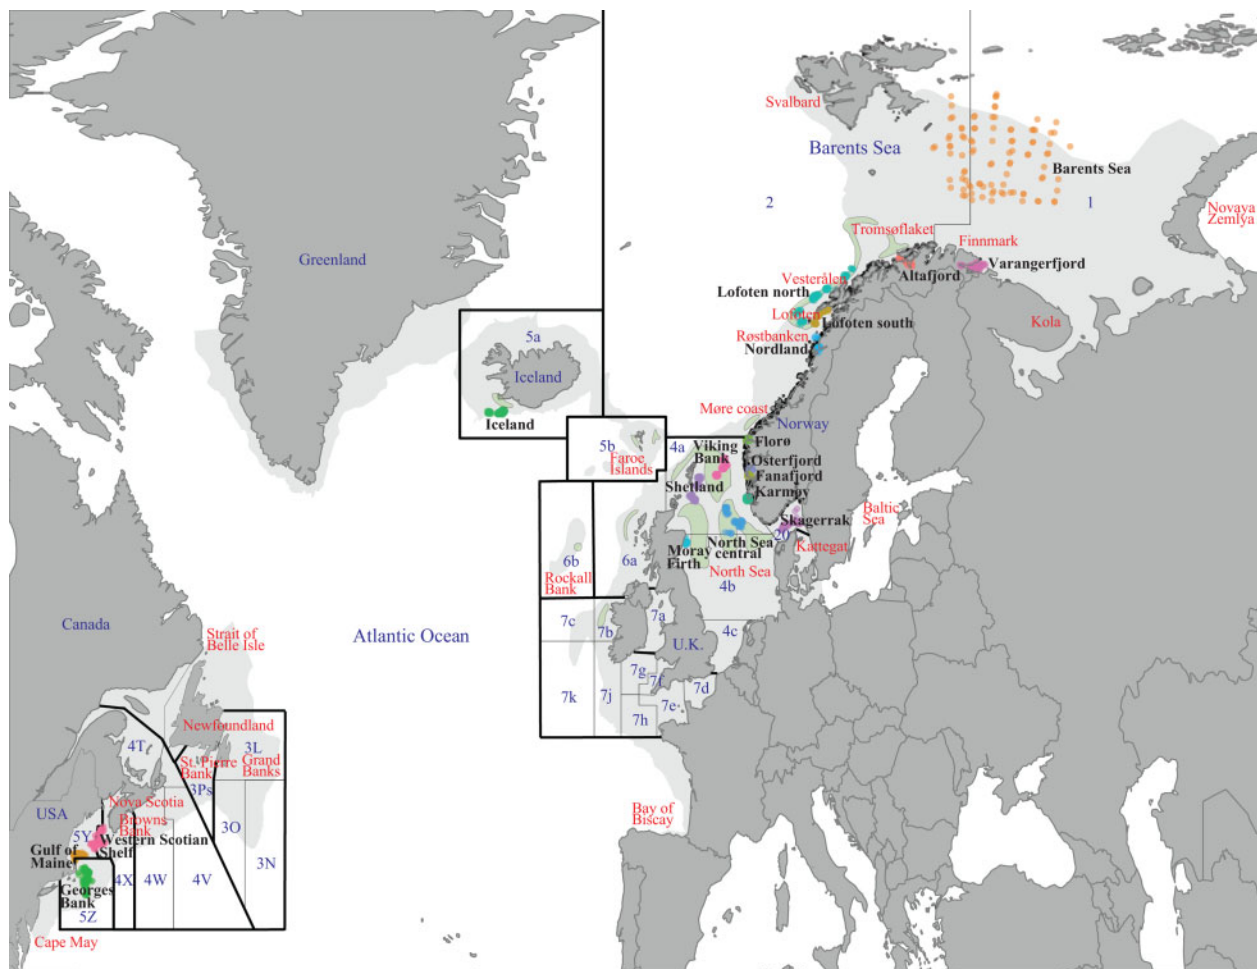 Svalbard
Barents Sea
Barents Sea
2
1
Novaya
Zemlya
Tromsøflaket
Finnmark
Greenland
Varangerfjord
Altafjord
Vesterålen
Lofoten north
Lofoten
Lofoten south
Kola
Røstbanken
Nordland
5a
Iceland
Iceland
Møre coast
Norway
5b
Faroe
Islands
4a
Viking
Bank
Florø
Osterfjord
Fanafjord
Karmøy
Shetland
Skagerrak
20
Baltic
Sea
Kattegat
North Sea
central
Moray
Firth
North Sea
6b
Rockall
Bank
6a
4b
7c
7b
7a
4c
U.K.
Canada
Strait of
Belle Isle
Atlantic Ocean
7g
7f
7d
7k
7j
7e
7h
Newfoundland
4T
3L
St. Pierre
Bank
Grand
Banks
3Ps
USA
Nova Scotia
Browns
Bank
5Y
Western Scotian
Shelf
3O
Bay of
Biscay
Gulf of
Maine
3N
Georges
Bank
4X
4W
4V
5Z
Cape May